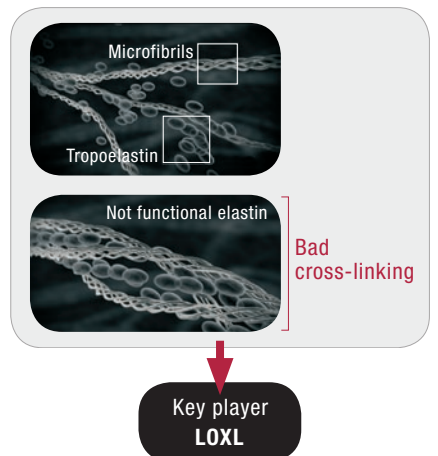 Microfibrils
Tropoelastin
Not functional elastin
Bad
cross-linking
Key player
LOXL